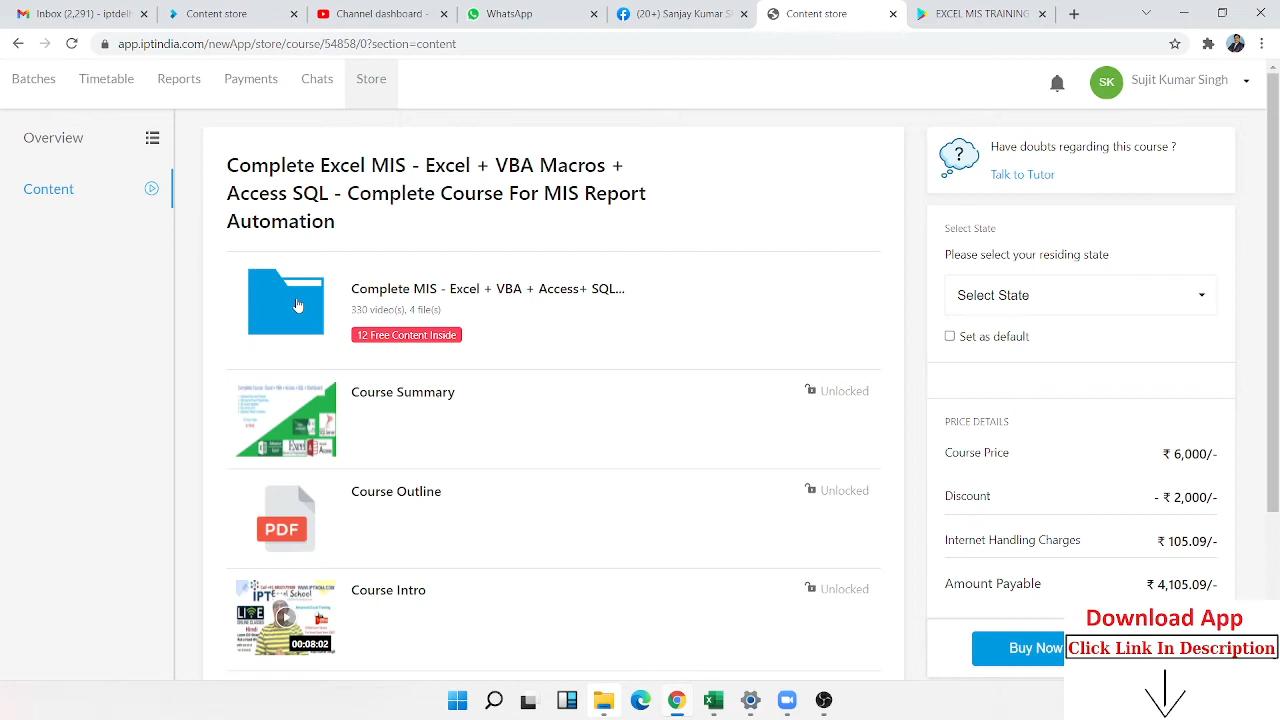 Inbox (2,291) - iptdelh
Content store
Content dashboard -
WhatsApp
(20+) Sanjay Kumar S
Content store
EXCEL MIS TRAINING
app.iptindia.com/newApp/store/course/54858/0?section=content
Batches Timetable Reports Payments Chats Store
SK Sujit Kumar Singh
Overview
Content
Complete Excel MIS - Excel + VBA Macros +
Access SQL - Complete Course For MIS Report
Automation
Complete MIS - Excel + VBA + Access+ SQL...
330 video(s), 4 file(s)
12 Free Content Inside
Course Summary
Unlocked
PDF
Course Outline
Unlocked
Course Intro
Unlocked
00:08:02
?
Have doubts regarding this course ?
Talk to Tutor
Select State
Please select your residing state
Select State
Set as default
PRICE DETAILS
Course Price ₹ 6,000/-
Discount - ₹ 2,000/-
Internet Handling Charges ₹ 105.09/-
Amount Payable ₹ 4,105.09/-
Buy Now
Download App
Click Link In Description